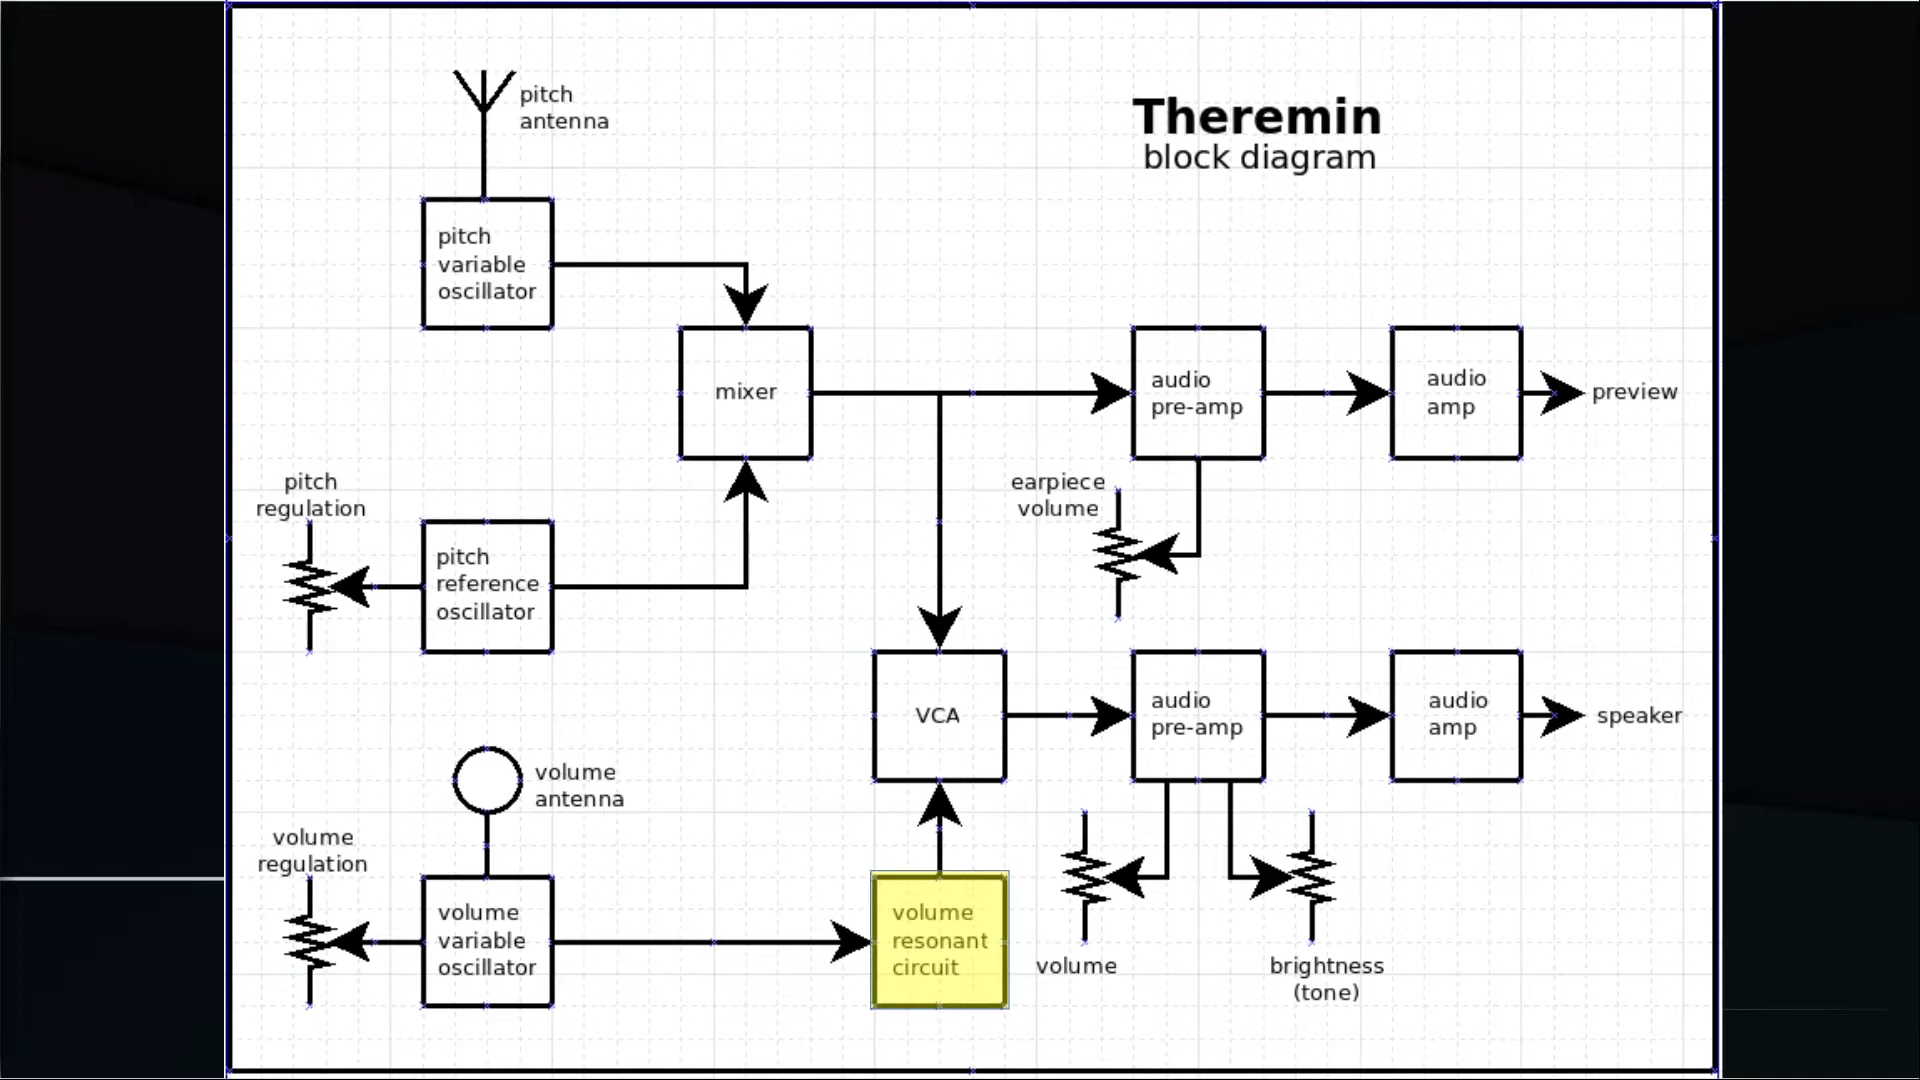 pitch
antenna
Theremin
block diagram
pitch
variable
oscillator
mixer
audio
pre-amp
audio
amp
preview
pitch
regulation
earpiece
volume
pitch
reference
oscillator
VCA
audio
pre-amp
audio
amp
speaker
volume
antenna
volume
regulation
volume
variable
oscillator
volume
resonant
circuit
volume
brightness
(tone)